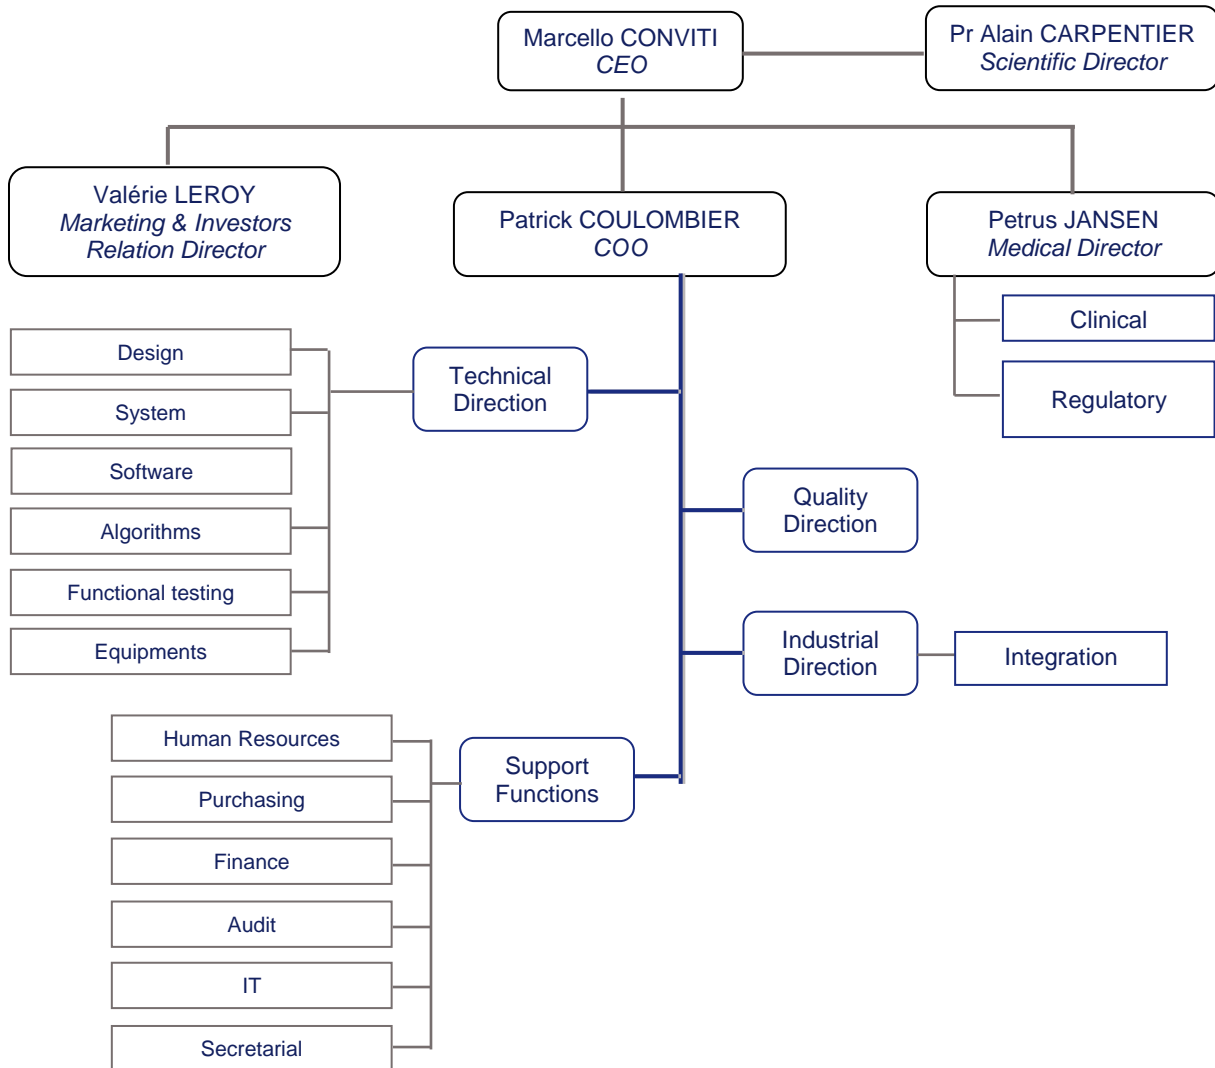 Marcello CONVITI
CEO
Pr Alain CARPENTIER
Scientific Director
Valérie LEROY
Marketing & Investors
Relation Director
Patrick COULOMBIER
COO
Petrus JANSEN
Medical Director
Clinical
Regulatory
Technical
Direction
Design
System
Software
Algorithms
Functional testing
Equipments
Quality
Direction
Industrial
Direction
Integration
Support
Functions
Human Resources
Purchasing
Finance
Audit
IT
Secretarial